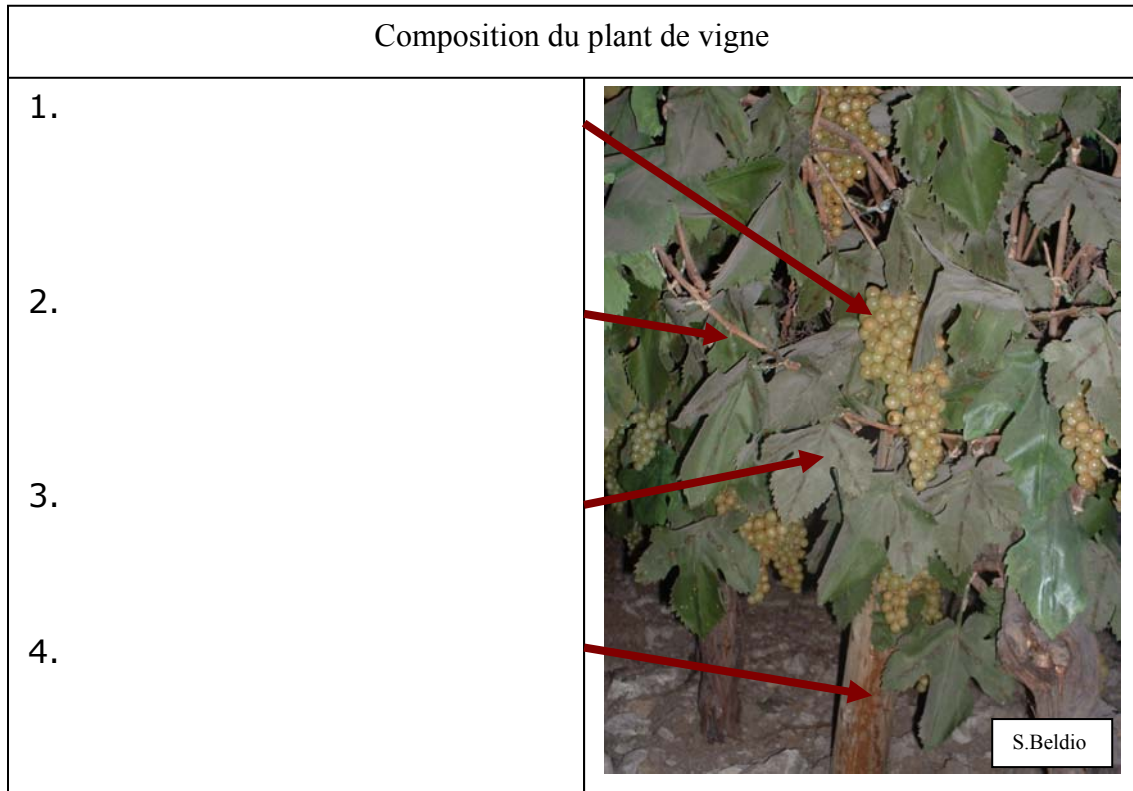 Composition du plant de vigne
1.
2.
3.
4.
S.Beldio